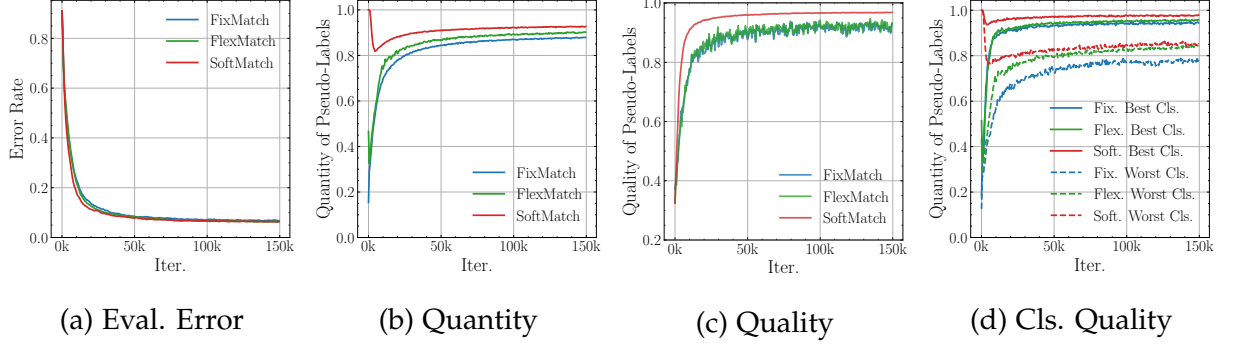 Error Rate
0.8
0.6
0.4
0.2
0.0
0k
50k
100k
150k
Iter.
FixMatch
FlexMatch
SoftMatch
(a) Eval. Error
Quantity of Pseudo-Labels
1.0
0.8
0.6
0.4
0.2
0.0
0k
50k
100k
150k
Iter.
FixMatch
FlexMatch
SoftMatch
(b) Quantity
Quality of Pseudo-Labels
1.0
0.8
0.6
0.4
0.2
0k
50k
100k
150k
Iter.
FixMatch
FlexMatch
SoftMatch
(c) Quality
Quantity of Pseudo-Labels
1.0
0.8
0.6
0.4
0.2
0.0
0k
50k
100k
150k
Iter.
Fix. Best Cls.
Flex. Best Cls.
Soft. Best Cls.
Fix. Worst Cls.
Flex. Worst Cls.
Soft. Worst Cls.
(d) Cls. Quality